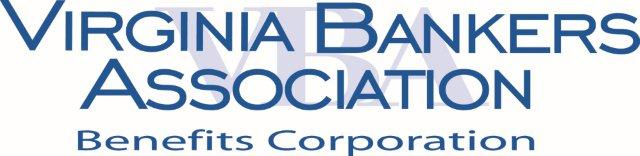 VBA
VIRGINIA BANKERS
ASSOCIATION
Benefits Corporation